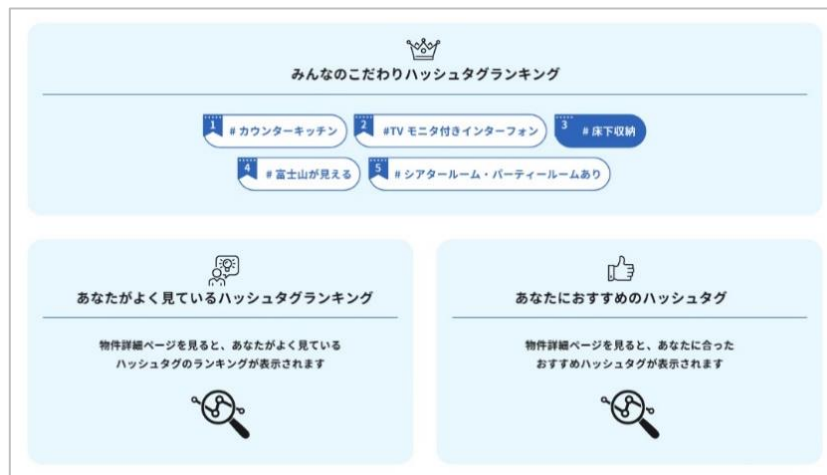 みんなのこだわりハッシュタグランキング
1 # カウンターキッチン 2 #TV モニタ付きインターフォン 3 # 床下収納
4 # 富士山が見える 5 # シアタールーム・パーティールームあり
あなたがよく見ているハッシュタグランキング
物件詳細ページを見ると、あなたがよく見ている
ハッシュタグのランキングが表示されます
あなたにおすすめのハッシュタグ
物件詳細ページを見ると、あなたに合った
おすすめハッシュタグが表示されます